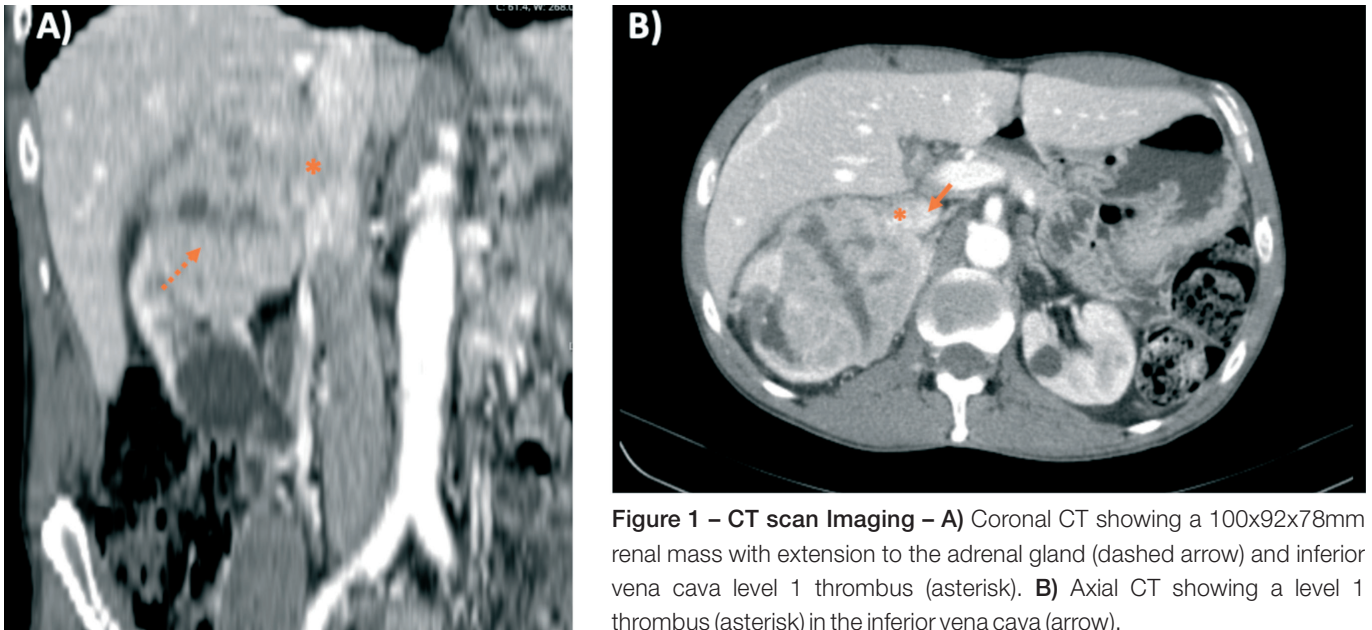 C: 61.4, W: 268.0
A)
B)
*
*
Figure 1 – CT scan Imaging – A) Coronal CT showing a 100x92x78mm
renal mass with extension to the adrenal gland (dashed arrow) and inferior
vena cava level 1 thrombus (asterisk). B) Axial CT showing a level 1
thrombus (asterisk) in the inferior vena cava (arrow).